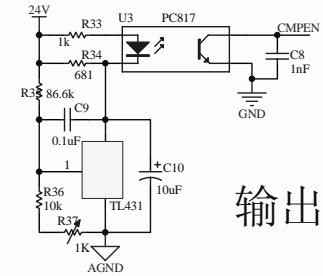 24V
R33
1k
U3
PC817
CMPEN
R34
681
C8
1nF
R35
86.6k
GND
C9
0.1uF
1
C10
10uF
TL431
R36
10k
R37
1K
AGND
输出